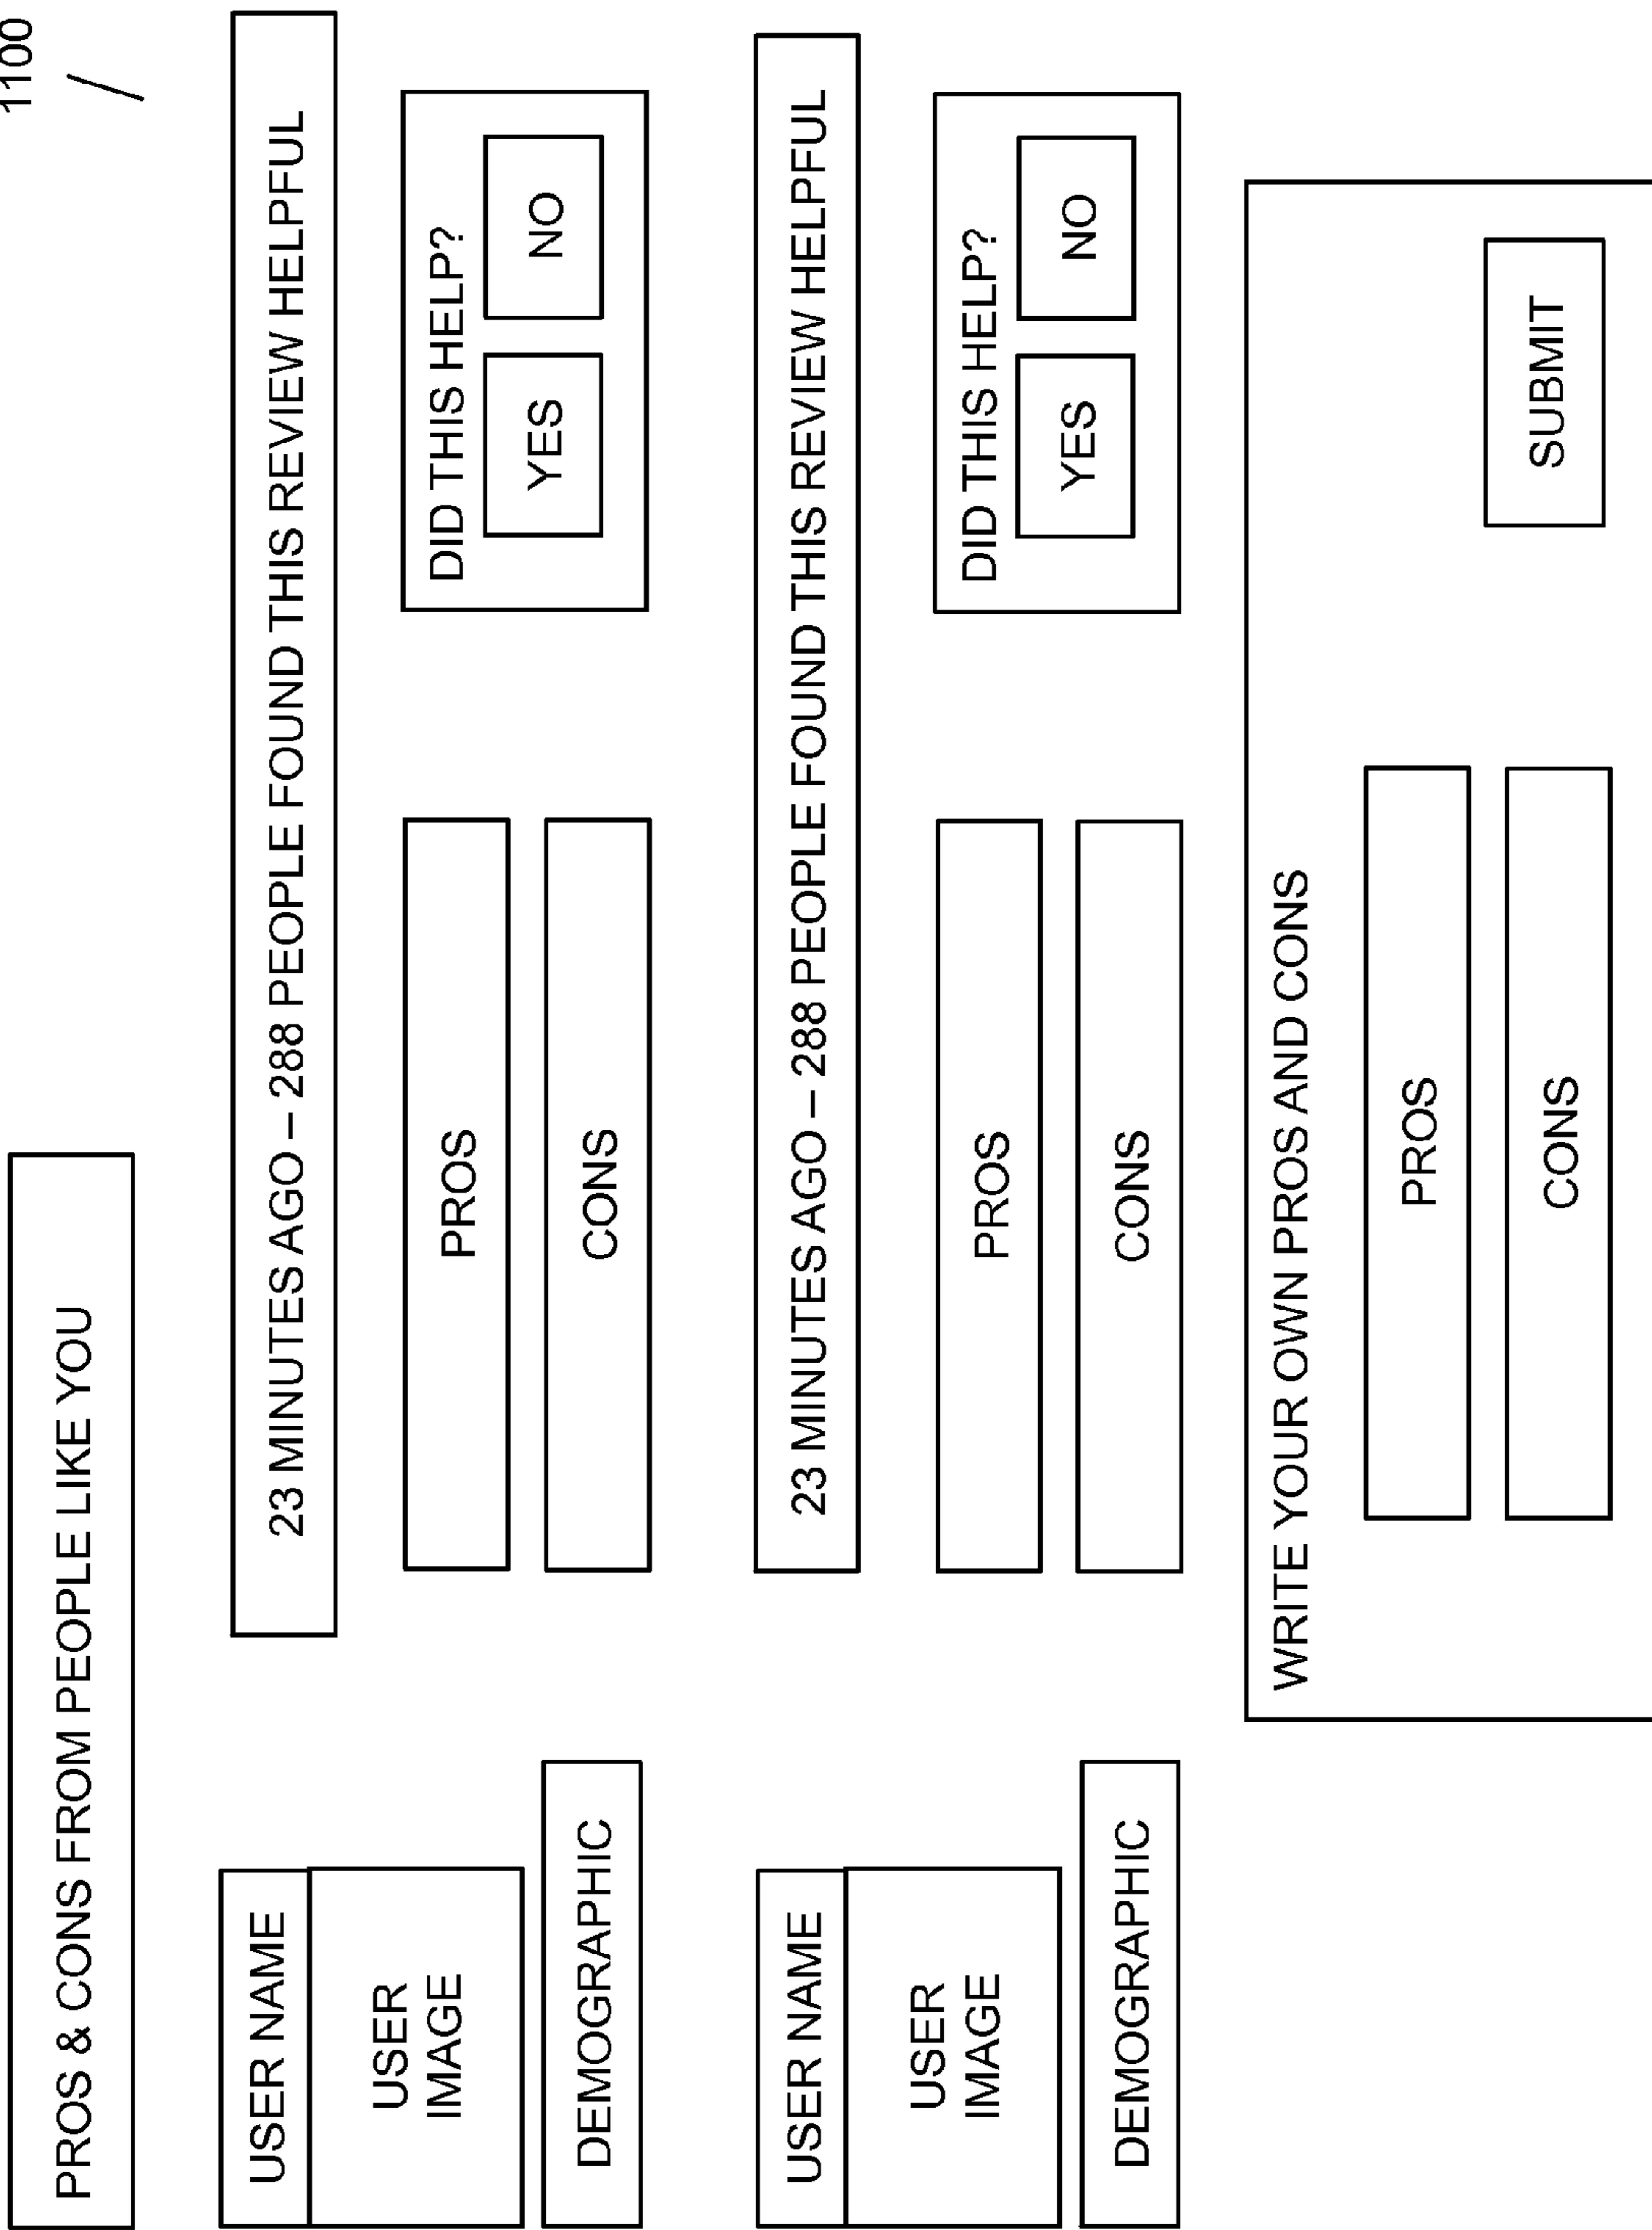 1100
PROS & CONS FROM PEOPLE LIKE YOU
USER NAME
USER
IMAGE
DEMOGRAPHIC
23 MINUTES AGO – 288 PEOPLE FOUND THIS REVIEW HELPFUL
PROS
CONS
DID THIS HELP?
YES
NO
USER NAME
USER
IMAGE
DEMOGRAPHIC
23 MINUTES AGO – 288 PEOPLE FOUND THIS REVIEW HELPFUL
PROS
CONS
DID THIS HELP?
YES
NO
WRITE YOUR OWN PROS AND CONS
PROS
CONS
SUBMIT